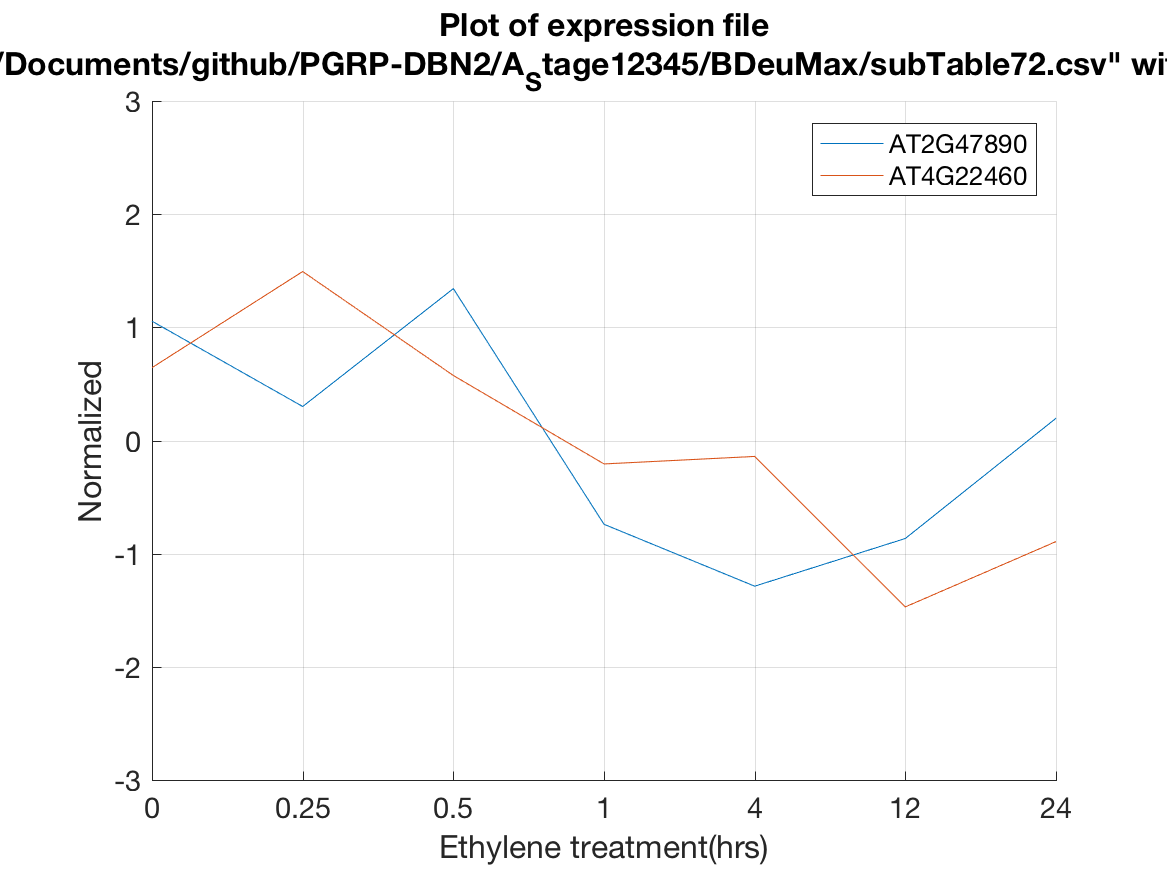 Plot of expression file
/Documents/github/PGRP-DBN2/A_Stage12345/BDeuMax/subTable72.csv" wi
3
2
1
0
-1
-2
-3
Normalized
AT2G47890
AT4G22460
0 0.25 0.5 1 4 12 24
Ethylene treatment(hrs)